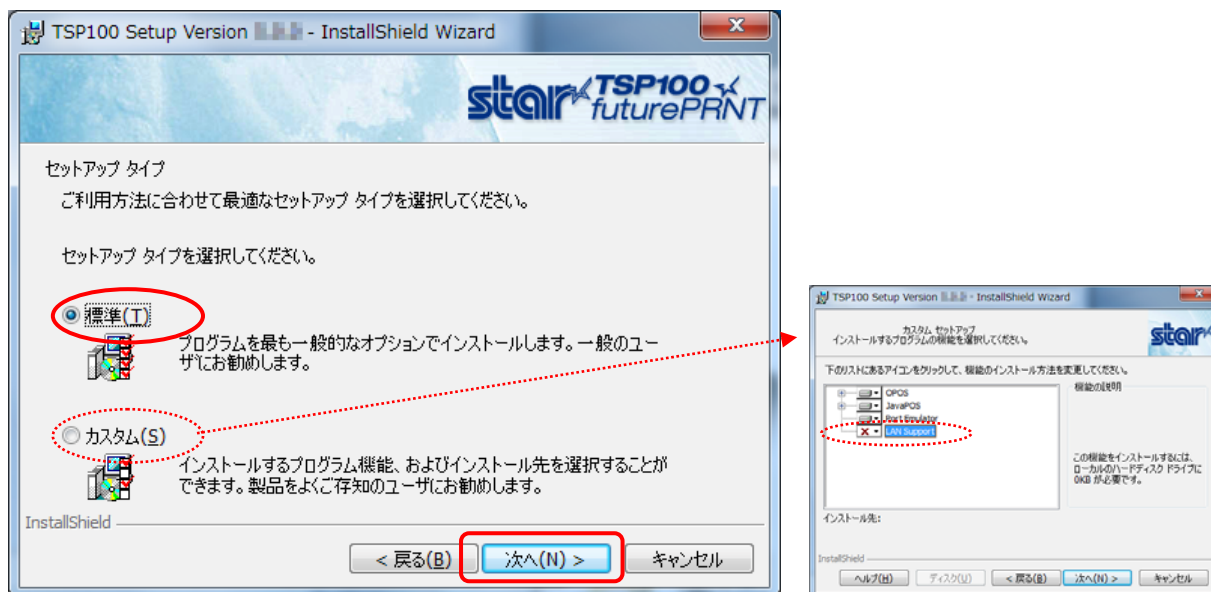 TSP100 Setup Version - InstallShield Wizard
star TSP100
futurePRNT
セットアップ タイプ
ご利用方法に合わせて最適なセットアップ タイプを選択してください。
セットアップ タイプを選択してください。
標準(T)
プログラムを最も一般的なオプションでインストールします。一般のユー
ザにお勧めします。
カスタム(S)
インストールするプログラム機能、およびインストール先を選択することが
できます。製品をよくご存知のユーザにお勧めします。
InstallShield
< 戻る(B)
次へ(N) >
キャンセル
TSP100 Setup Version - InstallShield Wizard
カスタム セットアップ
インストールするプログラムの機能を選択してください。
star
下のリストにあるアイコンをクリックして、機能のインストール方法を変更してください。
OPOS
JavaPOS
Port Emulator
LAN Support
機能の説明
この機能をインストールするには、
ローカルのハードディスク ドライブに
0KB が必要です。
インストール先:
InstallShield
ヘルプ(H)
ディスク(U)
< 戻る(B)
次へ(N) >
キャンセル